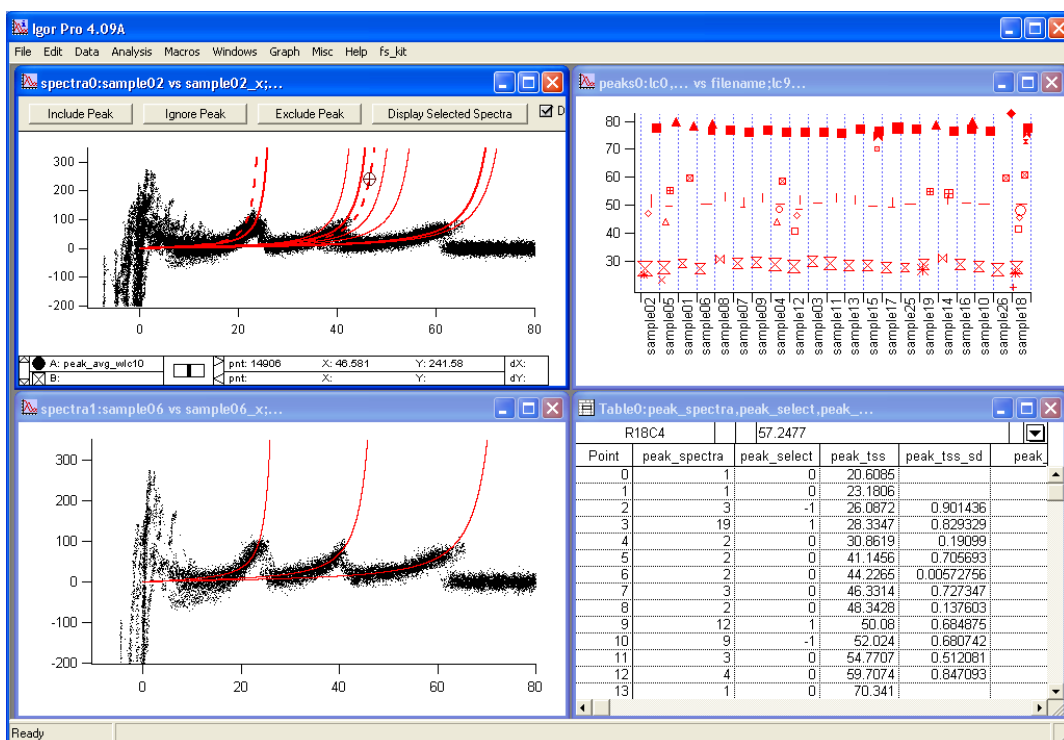 Igor Pro 4.09A
File Edit Data Analysis Macros Windows Graph Misc Help fs_kit
spectra0:sample02 vs sample02_x;...
Include Peak Ignore Peak Exclude Peak Display Selected Spectra D
300
200
100
0
-100
-200
0 20 40 60 80
A: peak_avg_wlc10 pnt: 14906 X: 46.581 Y: 241.58 dX:
B: pnt: X: Y: dY:
peaks0:lc0,... vs filename;lc9...
80
70
60
50
40
30
sample02 sample05 sample01 sample06 sample08 sample07 sample09 sample04 sample12 sample03 sample11 sample13 sample15 sample17 sample25 sample19 sample14 sample16 sample10 sample26 sample18
spectra1:sample06 vs sample06_x;...
300
200
100
0
-100
-200
0 20 40 60 80
Table0:peak_spectra,peak_select,peak_...
R18C4 57.2477
Point peak_spectra peak_select peak_tss peak_tss_sd peak_
0 1 0 20.6085
1 1 0 23.1806
2 3 -1 26.0872 0.901436
3 19 1 28.3347 0.829329
4 2 0 30.8619 0.19099
5 2 0 41.1456 0.705693
6 2 0 44.2265 0.00572756
7 3 0 46.3314 0.727347
8 2 0 48.3428 0.137603
9 12 1 50.08 0.684875
10 9 -1 52.024 0.680742
11 3 0 54.7707 0.512081
12 4 0 59.7074 0.847093
13 1 0 70.341
Ready